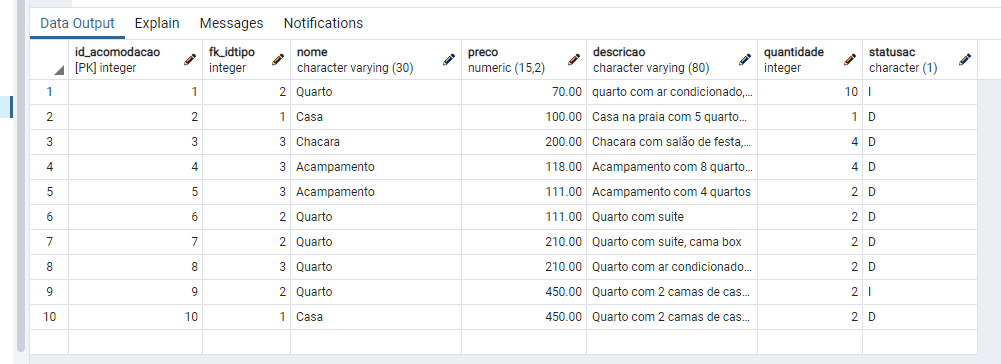 Data Output Explain Messages Notifications
id_acomodacao fk_idtipo nome preco descricao quantidade statusac
[PK] integer integer character varying (30) numeric (15,2) character varying (80) integer character (1)
1 1 2 Quarto 70.00 quarto com ar condicionado,... 10 I
2 2 1 Casa 100.00 Casa na praia com 5 quarto... 1 D
3 3 3 Chacara 200.00 Chacara com salão de festa,... 4 D
4 4 3 Acampamento 118.00 Acampamento com 8 quarto... 4 D
5 5 3 Acampamento 111.00 Acampamento com 4 quartos 2 D
6 6 2 Quarto 111.00 Quarto com suite 2 D
7 7 2 Quarto 210.00 Quarto com suite, cama box 2 D
8 8 3 Quarto 210.00 Quarto com ar condicionado... 2 D
9 9 2 Quarto 450.00 Quarto com 2 camas de cas... 2 I
10 10 1 Casa 450.00 Quarto com 2 camas de cas... 2 D